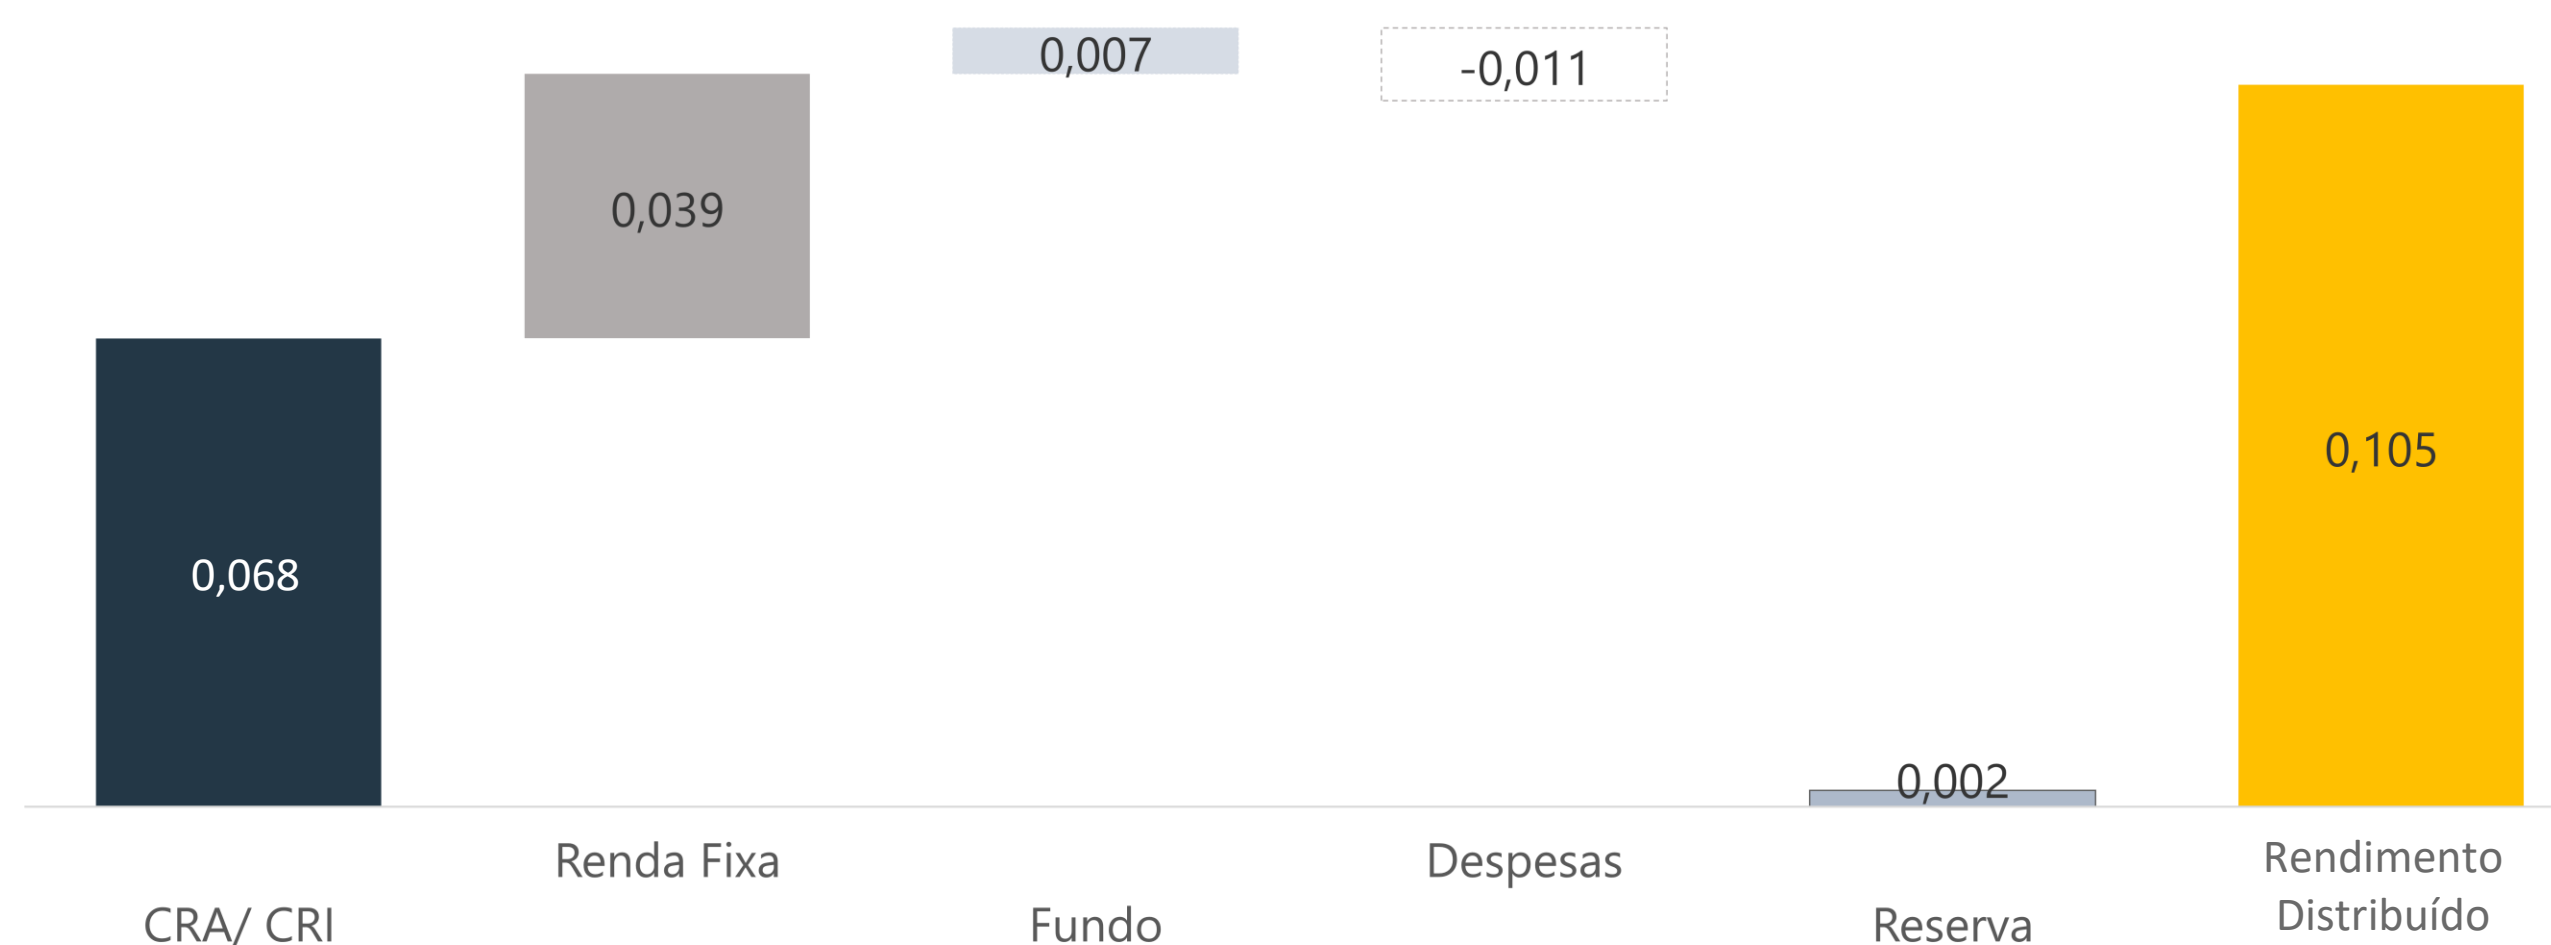 0,007
-0,011
0,039
0,105
0,068
0,002
Renda Fixa
Despesas
Rendimento
Distribuído
CRA/ CRI
Fundo
Reserva